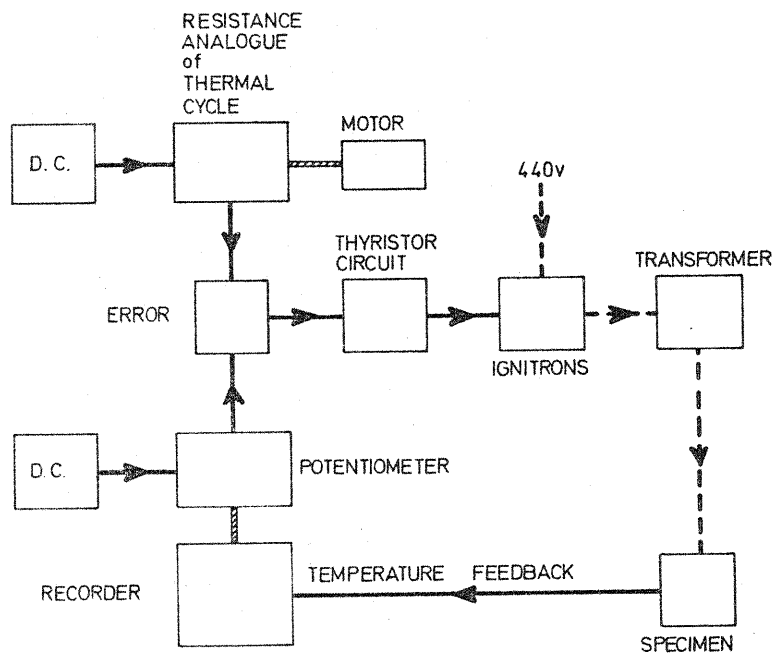 RESISTANCE
ANALOGUE
of
THERMAL
CYCLE
MOTOR
D. C.
440v
THYRISTOR
CIRCUIT
TRANSFORMER
ERROR
IGNITRONS
D. C.
POTENTIOMETER
RECORDER
TEMPERATURE FEEDBACK
SPECIMEN